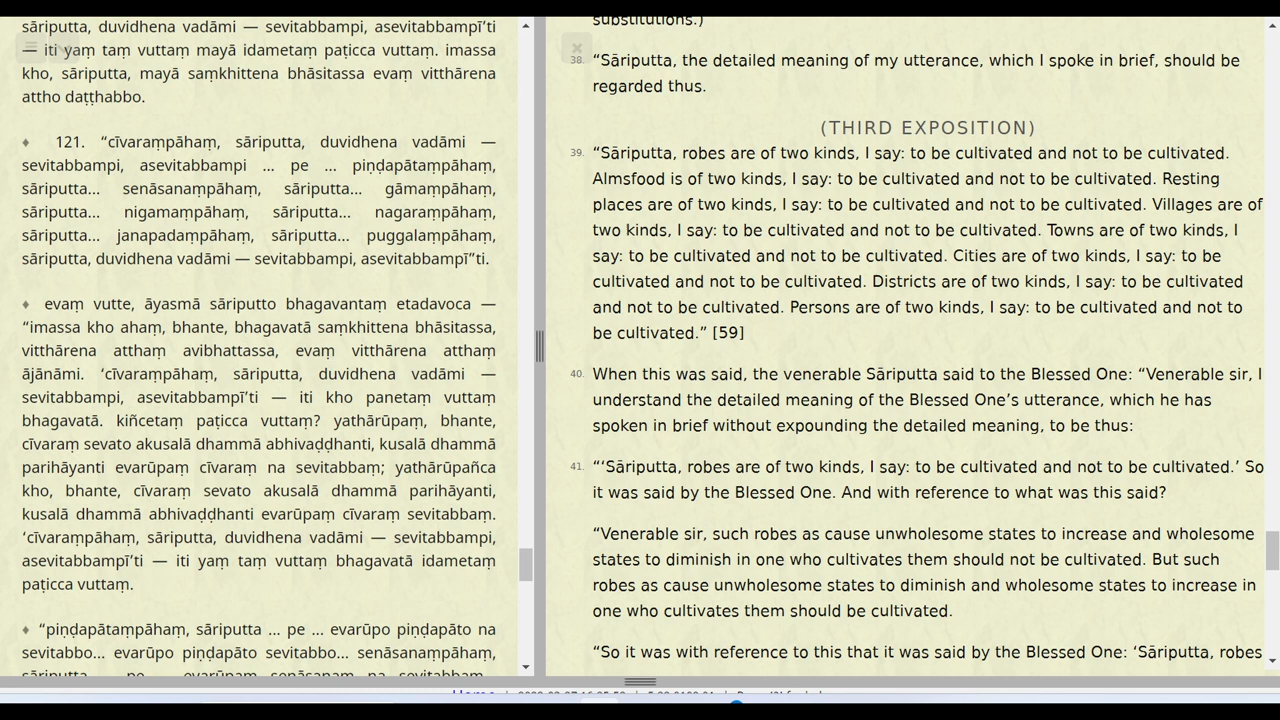 sāriputta, duvidhena vadāmi — sevitabbampi, asevitabbampī’ti
— iti yaṃ taṃ vuttaṃ mayā idametaṃ paṭicca vuttaṃ. imassa
kho, sāriputta, mayā saṃkhittena bhāsitassa evaṃ vitthārena
attho daṭṭhabbo.
♦ 121. “cīvaraṃpāhaṃ, sāriputta, duvidhena vadāmi —
sevitabbampi, asevitabbampi ... pe ... piṇḍapātaṃpāhaṃ,
sāriputta... senāsanaṃpāhaṃ, sāriputta... gāmaṃpāhaṃ,
sāriputta... nigamaṃpāhaṃ, sāriputta... nagaraṃpāhaṃ,
sāriputta... janapadaṃpāhaṃ, sāriputta... puggalaṃpāhaṃ,
sāriputta, duvidhena vadāmi — sevitabbampi, asevitabbampī”ti.
♦ evaṃ vutte, āyasmā sāriputto bhagavantaṃ etadavoca —
“imassa kho ahaṃ, bhante, bhagavatā saṃkhittena bhāsitassa,
vitthārena atthaṃ avibhattassa, evaṃ vitthārena atthaṃ
ājānāmi. ‘cīvaraṃpāhaṃ, sāriputta, duvidhena vadāmi —
sevitabbampi, asevitabbampī’ti — iti kho panetaṃ vuttaṃ
bhagavatā. kiñcetaṃ paṭicca vuttaṃ? yathārūpaṃ, bhante,
cīvaraṃ sevato akusalā dhammā abhivaḍḍhanti, kusalā dhammā
parihāyanti evarūpaṃ cīvaraṃ na sevitabbaṃ; yathārūpañca
kho, bhante, cīvaraṃ sevato akusalā dhammā parihāyanti,
kusalā dhammā abhivaḍḍhanti evarūpaṃ cīvaraṃ sevitabbaṃ.
‘cīvaraṃpāhaṃ, sāriputta, duvidhena vadāmi — sevitabbampi,
asevitabbampī’ti — iti yaṃ taṃ vuttaṃ bhagavatā idametaṃ
paṭicca vuttaṃ.
♦ “piṇḍapātaṃpāhaṃ, sāriputta ... pe ... evarūpo piṇḍapāto na
sevitabbo... evarūpo piṇḍapāto sevitabbo... senāsanaṃpāhaṃ,
substitutions.)
38. “Sāriputta, the detailed meaning of my utterance, which I spoke in brief, should be
regarded thus.
(THIRD EXPOSITION)
39. “Sāriputta, robes are of two kinds, I say: to be cultivated and not to be cultivated.
Almsfood is of two kinds, I say: to be cultivated and not to be cultivated. Resting
places are of two kinds, I say: to be cultivated and not to be cultivated. Villages are of
two kinds, I say: to be cultivated and not to be cultivated. Towns are of two kinds, I
say: to be cultivated and not to be cultivated. Cities are of two kinds, I say: to be
cultivated and not to be cultivated. Districts are of two kinds, I say: to be cultivated
and not to be cultivated. Persons are of two kinds, I say: to be cultivated and not to
be cultivated.” [59]
40. When this was said, the venerable Sāriputta said to the Blessed One: “Venerable sir, I
understand the detailed meaning of the Blessed One’s utterance, which he has
spoken in brief without expounding the detailed meaning, to be thus:
41. “‘Sāriputta, robes are of two kinds, I say: to be cultivated and not to be cultivated.’ So
it was said by the Blessed One. And with reference to what was this said?
“Venerable sir, such robes as cause unwholesome states to increase and wholesome
states to diminish in one who cultivates them should not be cultivated. But such
robes as cause unwholesome states to diminish and wholesome states to increase in
one who cultivates them should be cultivated.
“So it was with reference to this that it was said by the Blessed One: ‘Sāriputta, robes